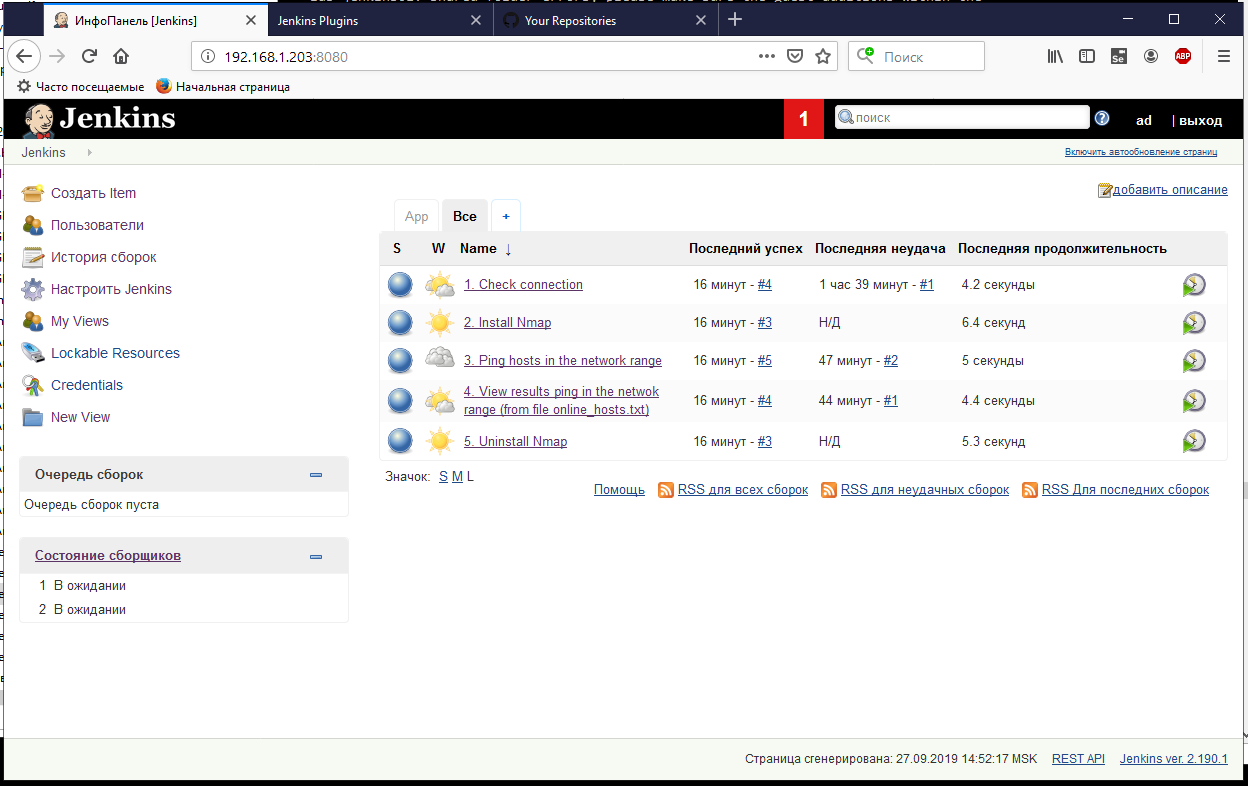 ИнфоПанель [Jenkins]
Jenkins Plugins
Your Repositories
192.168.1.203:8080
Поиск
Se
ABP
Часто посещаемые
Начальная страница
Jenkins
1
поиск
ad
| выход
Jenkins
Включить автообновление страниц
Создать Item
Пользователи
История сборок
Настроить Jenkins
My Views
Lockable Resources
Credentials
New View
Очередь сборок
Очередь сборок пуста
Состояние сборщиков
1 В ожидании
2 В ожидании
добавить описание
App Все +
S W Name ↓ Последний успех Последняя неудача Последняя продолжительность
1. Check connection 16 минут - #4 1 час 39 минут - #1 4.2 секунды
2. Install Nmap 16 минут - #3 Н/Д 6.4 секунд
3. Ping hosts in the network range 16 минут - #5 47 минут - #2 5 секунды
4. View results ping in the netwok
range (from file online_hosts.txt) 16 минут - #4 44 минут - #1 4.4 секунды
5. Uninstall Nmap 16 минут - #3 Н/Д 5.3 секунд
Значок: S M L
Помощь RSS для всех сборок RSS для неудачных сборок RSS Для последних сборок
Страница сгенерирована: 27.09.2019 14:52:17 MSK REST API Jenkins ver. 2.190.1